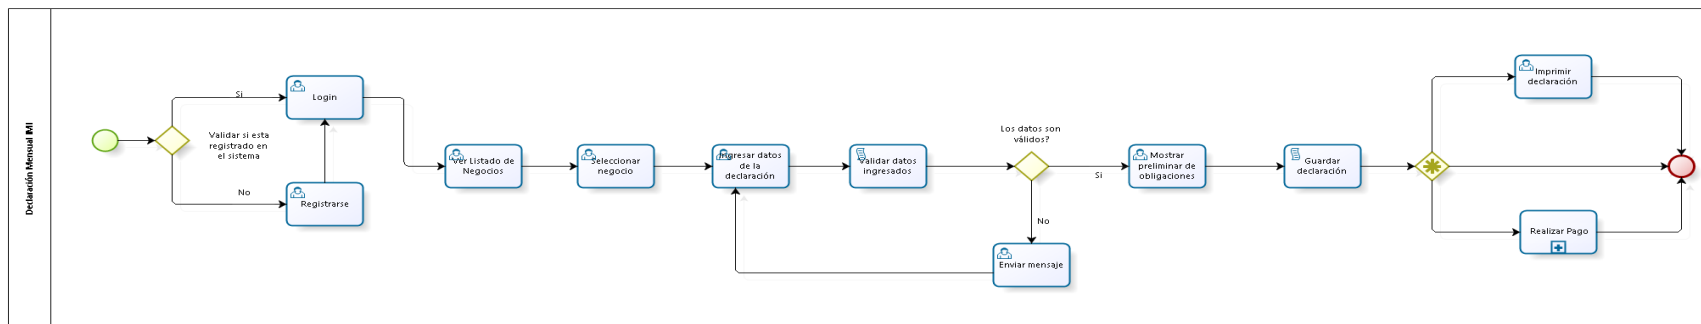 Declaración Mensual IMI
Si
Login
Validar si esta
registrado en
el sistema
No
Registrarse
Ver Listado de
Negocios
Seleccionar
negocio
Ingresar datos
de la
declaración
Validar datos
ingresados
Los datos son
válidos?
Si
No
Enviar mensaje
Mostrar
preliminar de
obligaciones
Guardar
declaración
Imprimir
declaración
Realizar Pago